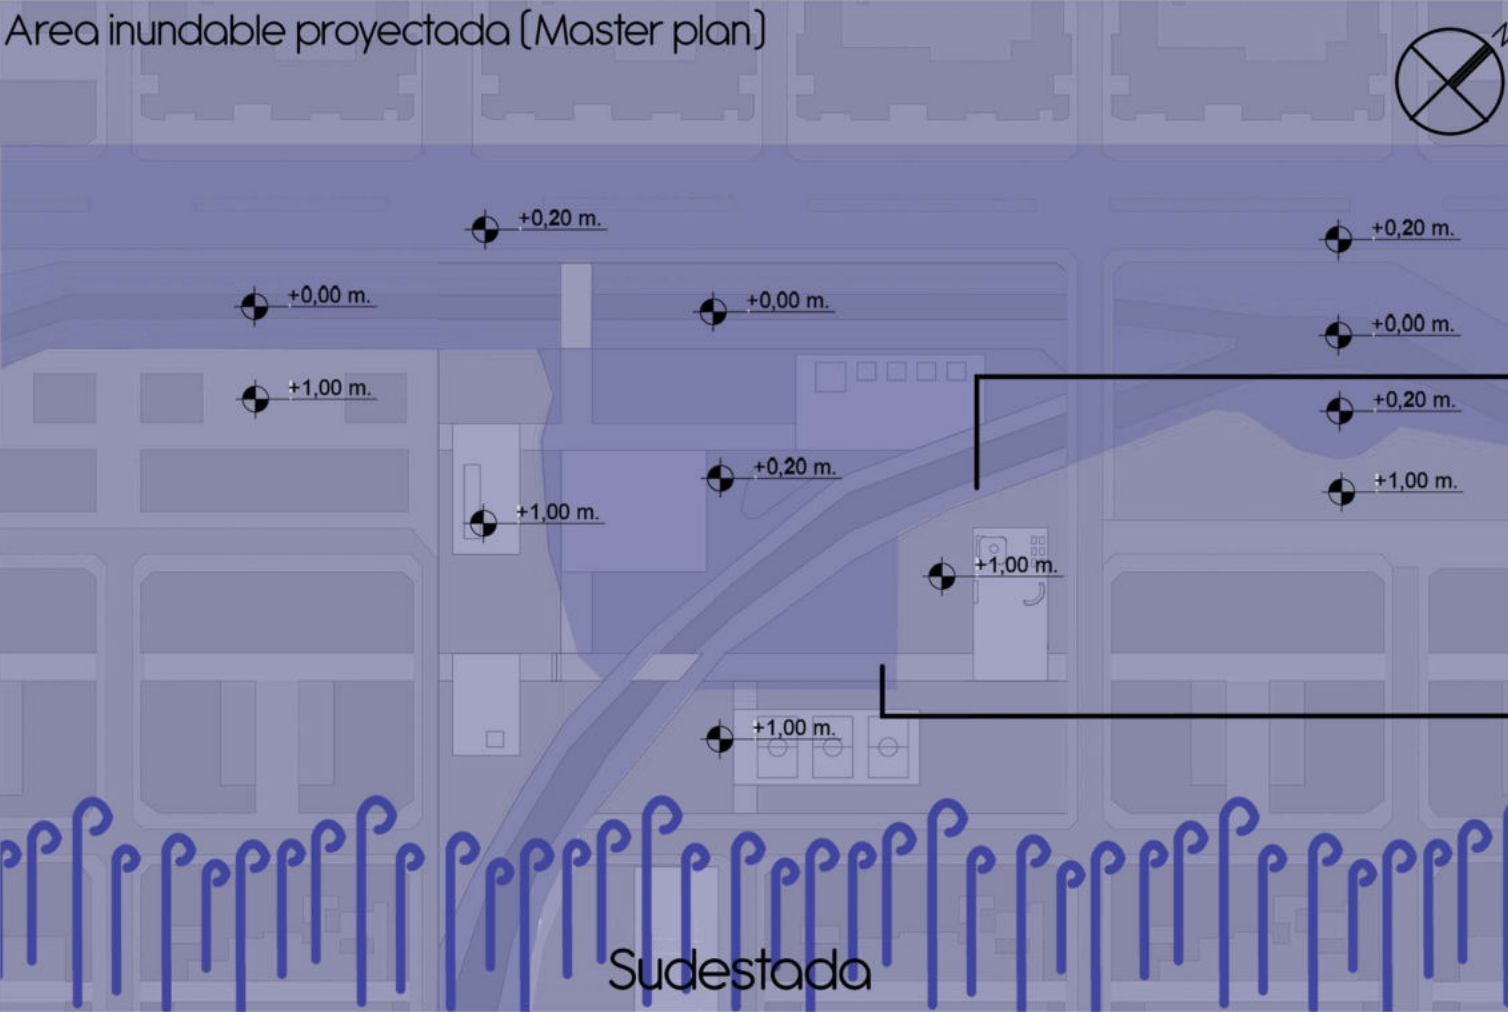 Area inundable proyectada (Master plan)
N
+0,20 m.
+0,20 m.
+0,00 m.
+0,00 m.
+0,00 m.
+1,00 m.
+0,20 m.
+0,20 m.
+1,00 m.
+1,00 m.
+1,00 m.
+1,00 m.
Sudestada